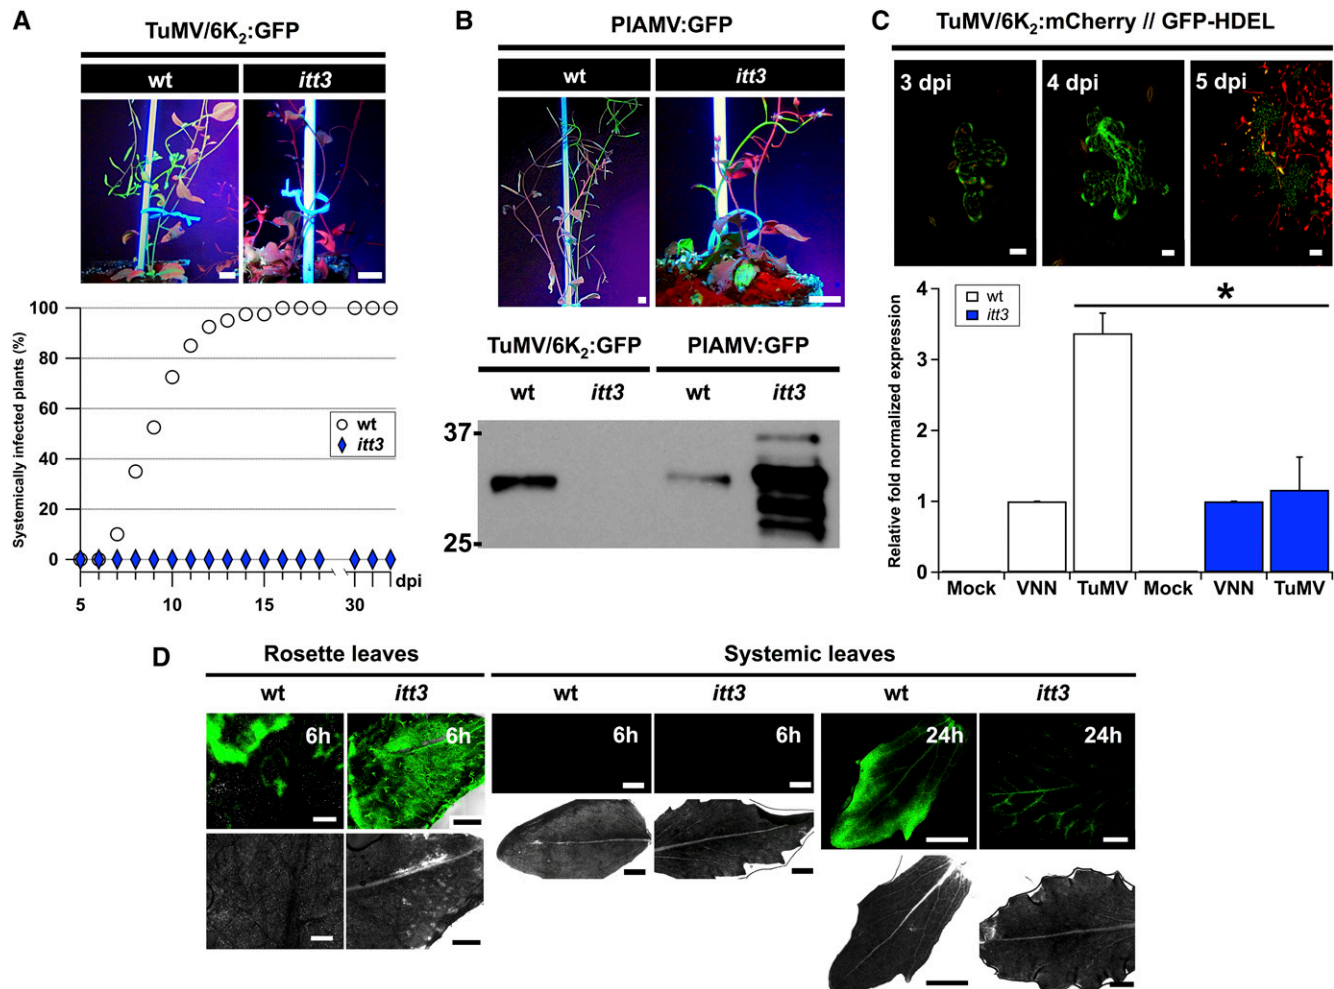 A
TuMV/6K2:GFP
wt itt3
Systemically infected plants (%)
100
80
60
40
20
0
wt
itt3
5 10 15 30
dpi
B
PlAMV:GFP
wt itt3
TuMV/6K2:GFP PlAMV:GFP
wt itt3 wt itt3
37
25
C
TuMV/6K2:mCherry // GFP-HDEL
3 dpi 4 dpi 5 dpi
Relative fold normalized expression
4
3
2
1
0
wt
itt3
*
Mock VNN TuMV Mock VNN TuMV
D
Rosette leaves Systemic leaves
wt itt3 wt itt3 wt itt3
6h 6h 6h 6h 24h 24h